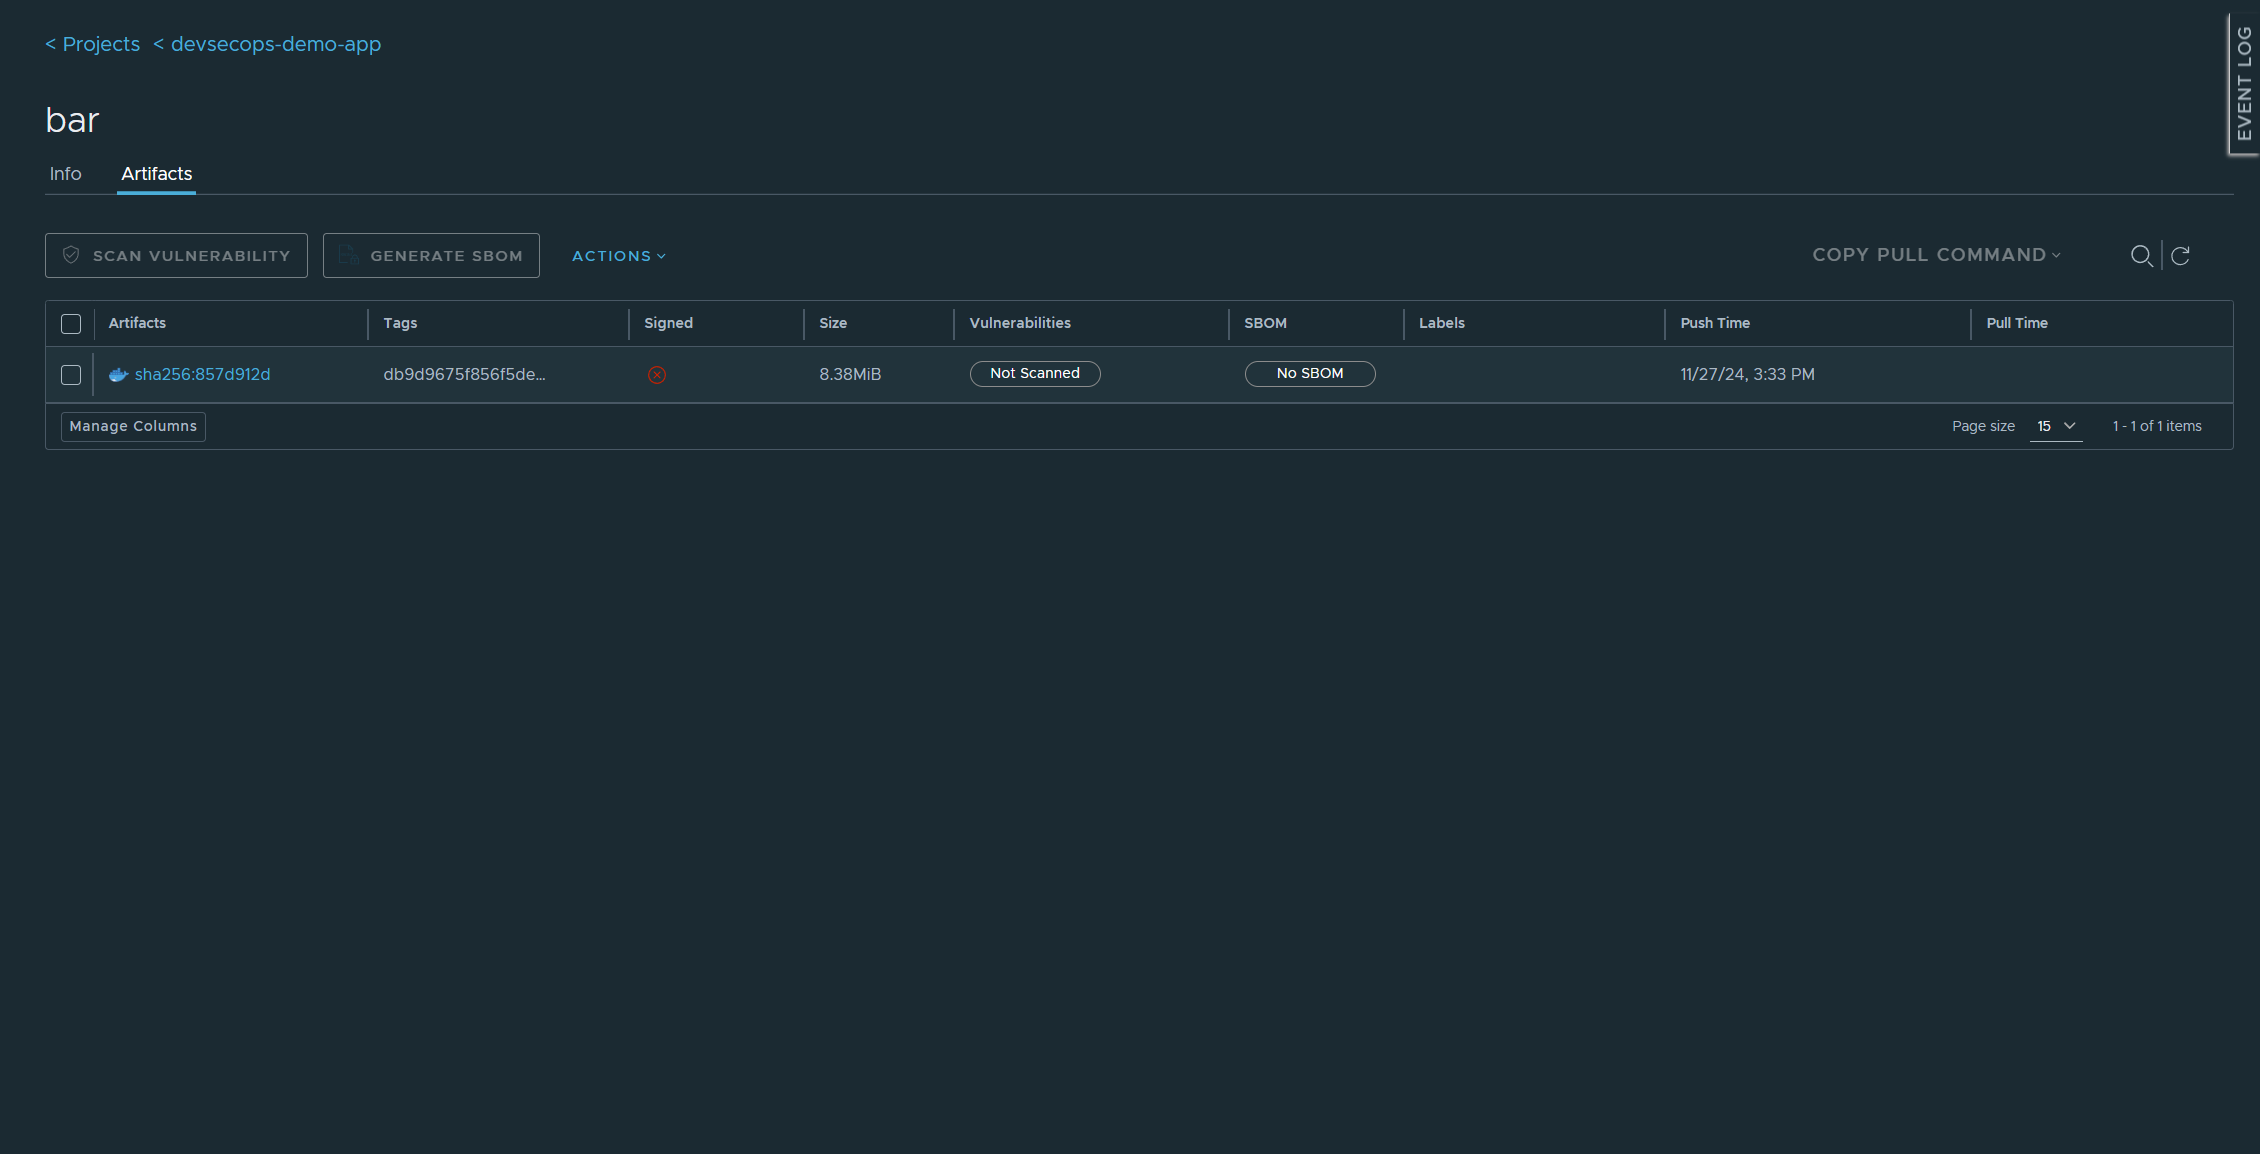 < Projects < devsecops-demo-app
EVENT LOG
bar
Info Artifacts
SCAN VULNERABILITY GENERATE SBOM ACTIONS COPY PULL COMMAND
Artifacts Tags Signed Size Vulnerabilities SBOM Labels Push Time Pull Time
sha256:857d912d db9d9675f856f5de... 8.38MiB Not Scanned No SBOM 11/27/24, 3:33 PM
Manage Columns Page size 15 1 - 1 of 1 items